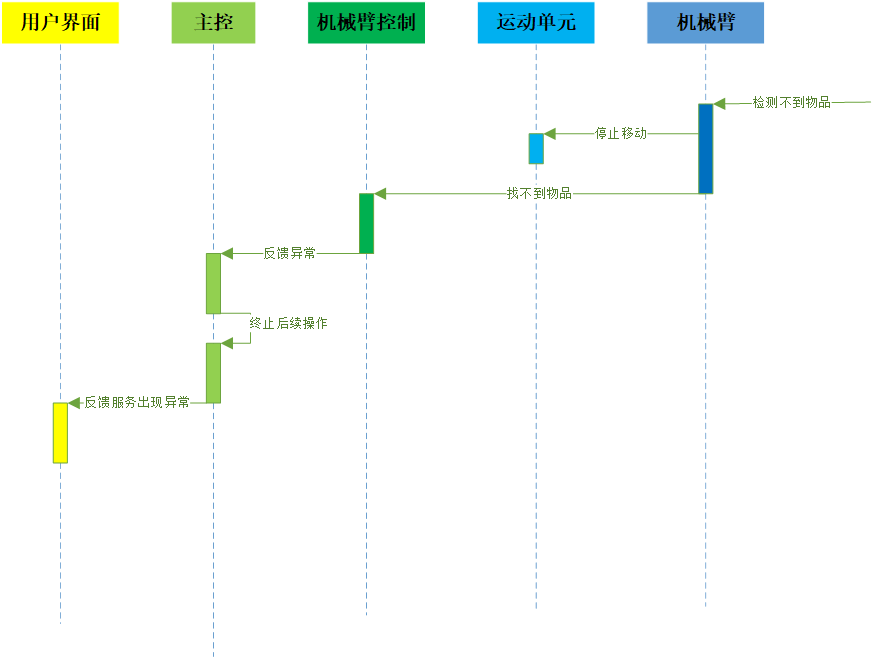 用户界面
主控
机械臂控制
运动单元
机械臂
检测不到物品
停止移动
找不到物品
反馈异常
终止后续操作
反馈服务出现异常